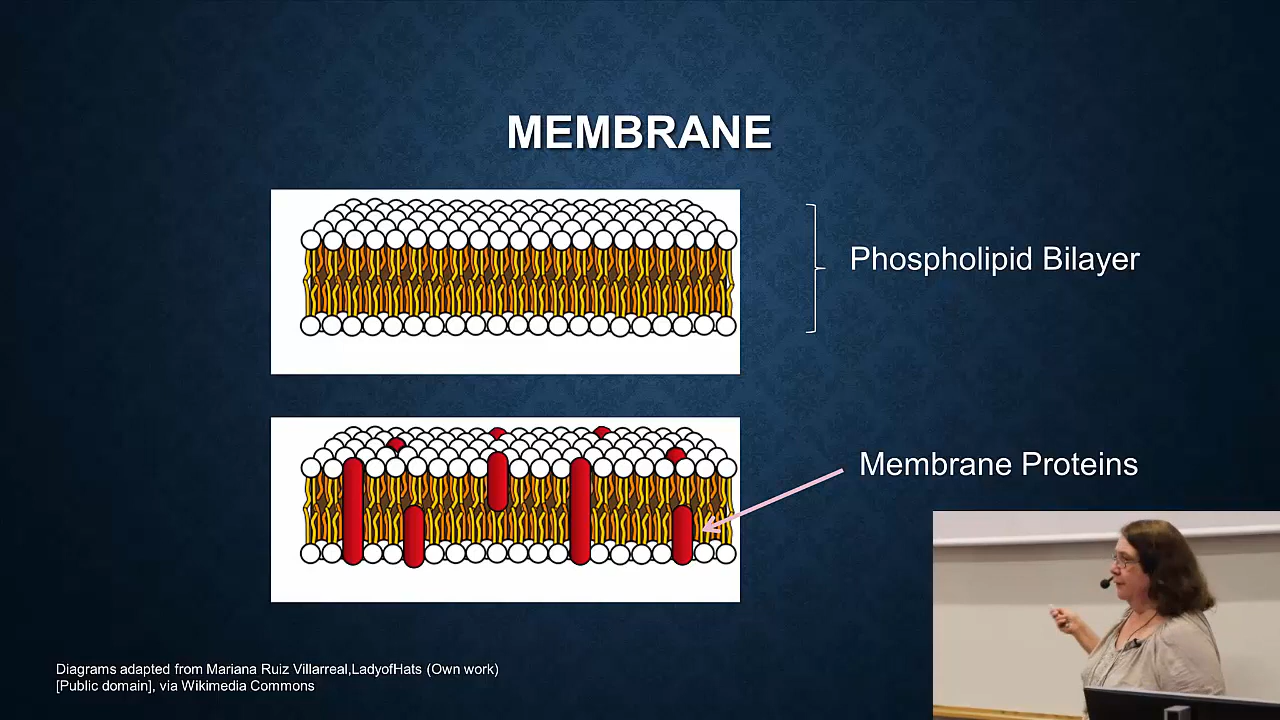 MEMBRANE
Phospholipid Bilayer
Membrane Proteins
Diagrams adapted from Mariana Ruiz Villarreal,LadyofHats (Own work)
[Public domain], via Wikimedia Commons